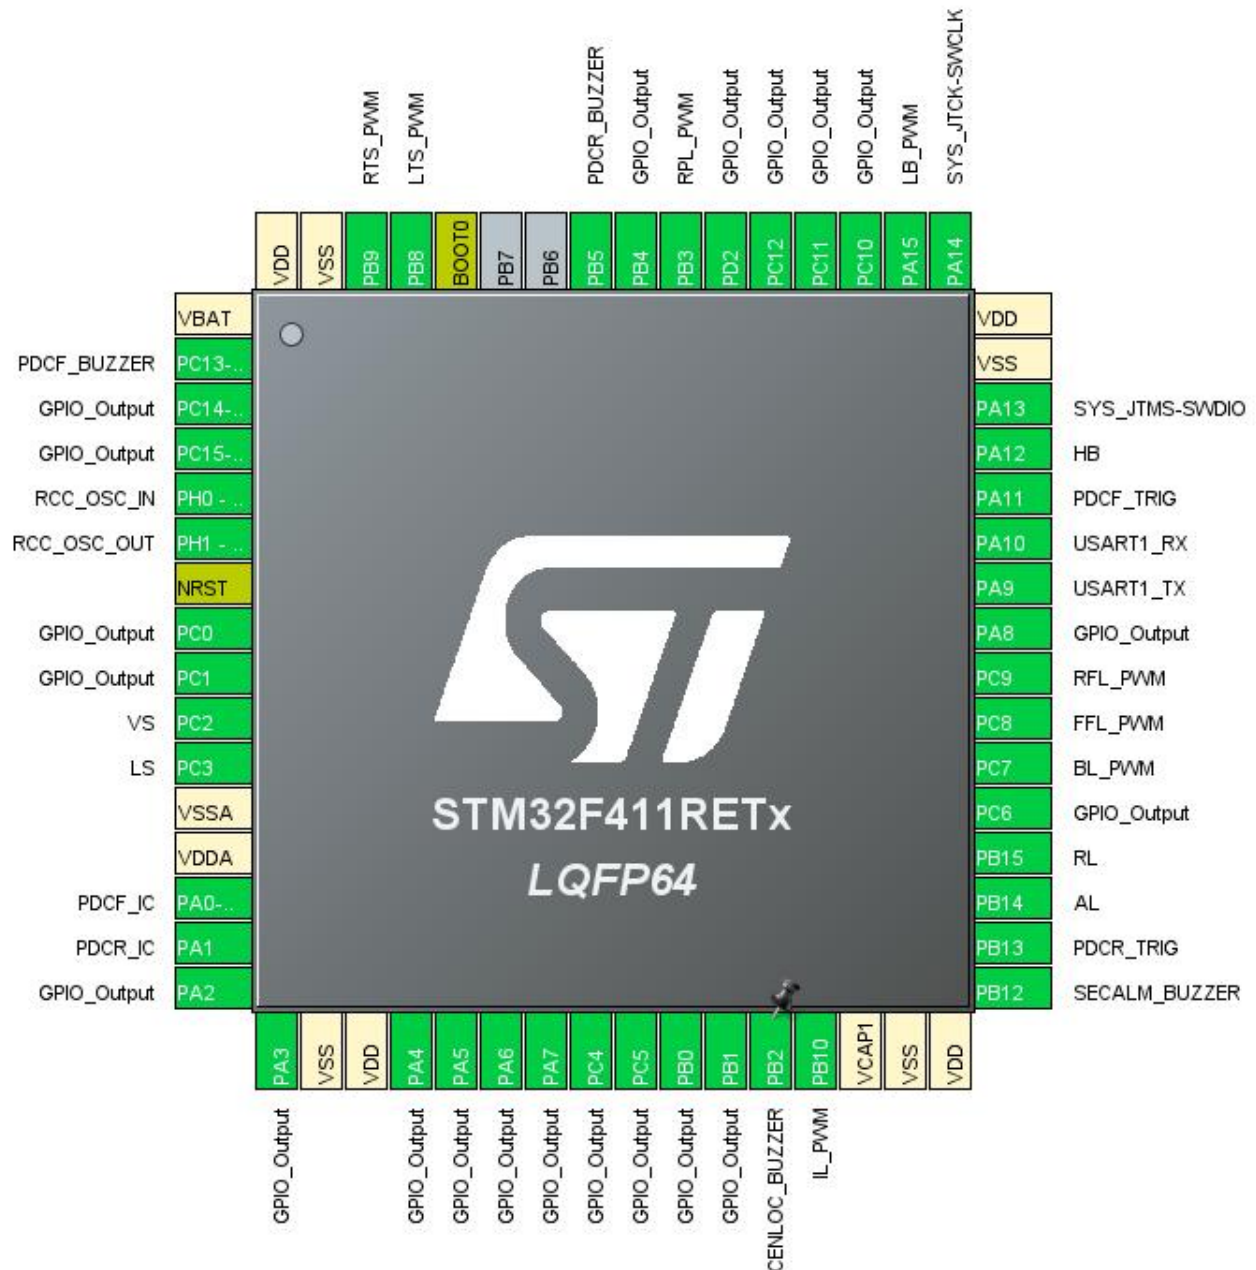 RTS_PWM
LTS_PWM
PDCR_BUZZER
GPIO_Output
RPL_PWM
GPIO_Output
GPIO_Output
GPIO_Output
GPIO_Output
LB_PWM
SYS_JTCK-SWCLK
VDD
VSS
PB9
PB8
BOOT0
PB7
PB6
PB5
PB4
PB3
PD2
PC12
PC11
PC10
PA15
PA14
VBAT
PDCF_BUZZER PC13-..
GPIO_Output PC14-..
GPIO_Output PC15-..
RCC_OSC_IN PH0 - ..
RCC_OSC_OUT PH1 - ..
NRST
GPIO_Output PC0
GPIO_Output PC1
VS PC2
LS PC3
VSSA
VDDA
PDCF_IC PA0-..
PDCR_IC PA1
GPIO_Output PA2
VDD
VSS
PA13 SYS_JTMS-SWDIO
PA12 HB
PA11 PDCF_TRIG
PA10 USART1_RX
PA9 USART1_TX
PA8 GPIO_Output
PC9 RFL_PWM
PC8 FFL_PWM
PC7 BL_PWM
PC6 GPIO_Output
PB15 RL
PB14 AL
PB13 PDCR_TRIG
PB12 SECALM_BUZZER
ST
STM32F411RETx
LQFP64
PA3
VSS
VDD
PA4
PA5
PA6
PA7
PC4
PC5
PB0
PB1
PB2
PB10
VCAP1
VSS
VDD
GPIO_Output
GPIO_Output
GPIO_Output
GPIO_Output
GPIO_Output
GPIO_Output
GPIO_Output
GPIO_Output
GPIO_Output
CENLOC_BUZZER
IL_PWM